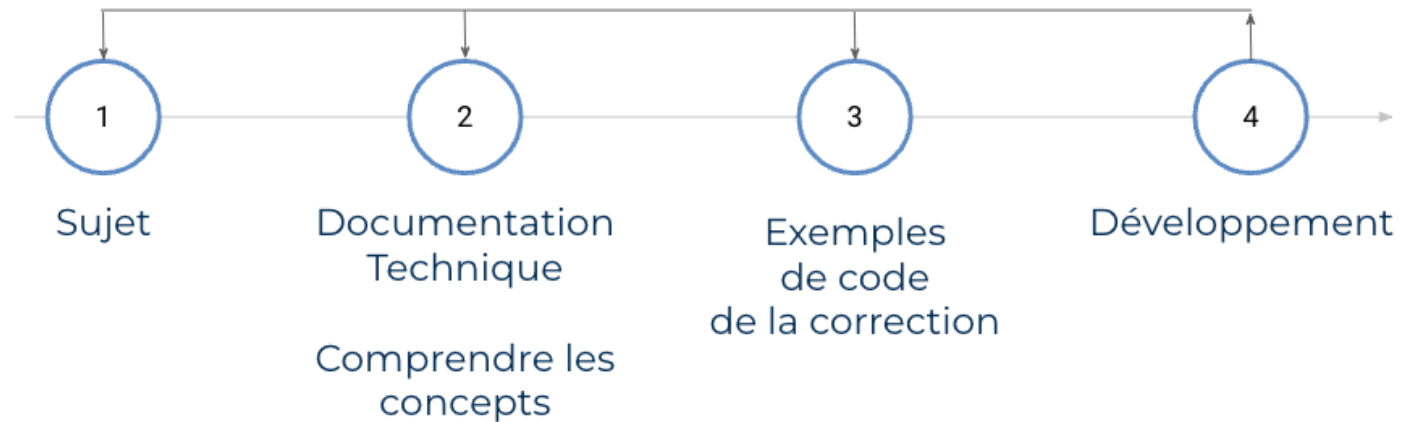 1
2
3
4
Sujet
Documentation
Technique
Comprendre les
concepts
Exemples
de code
de la correction
Développement